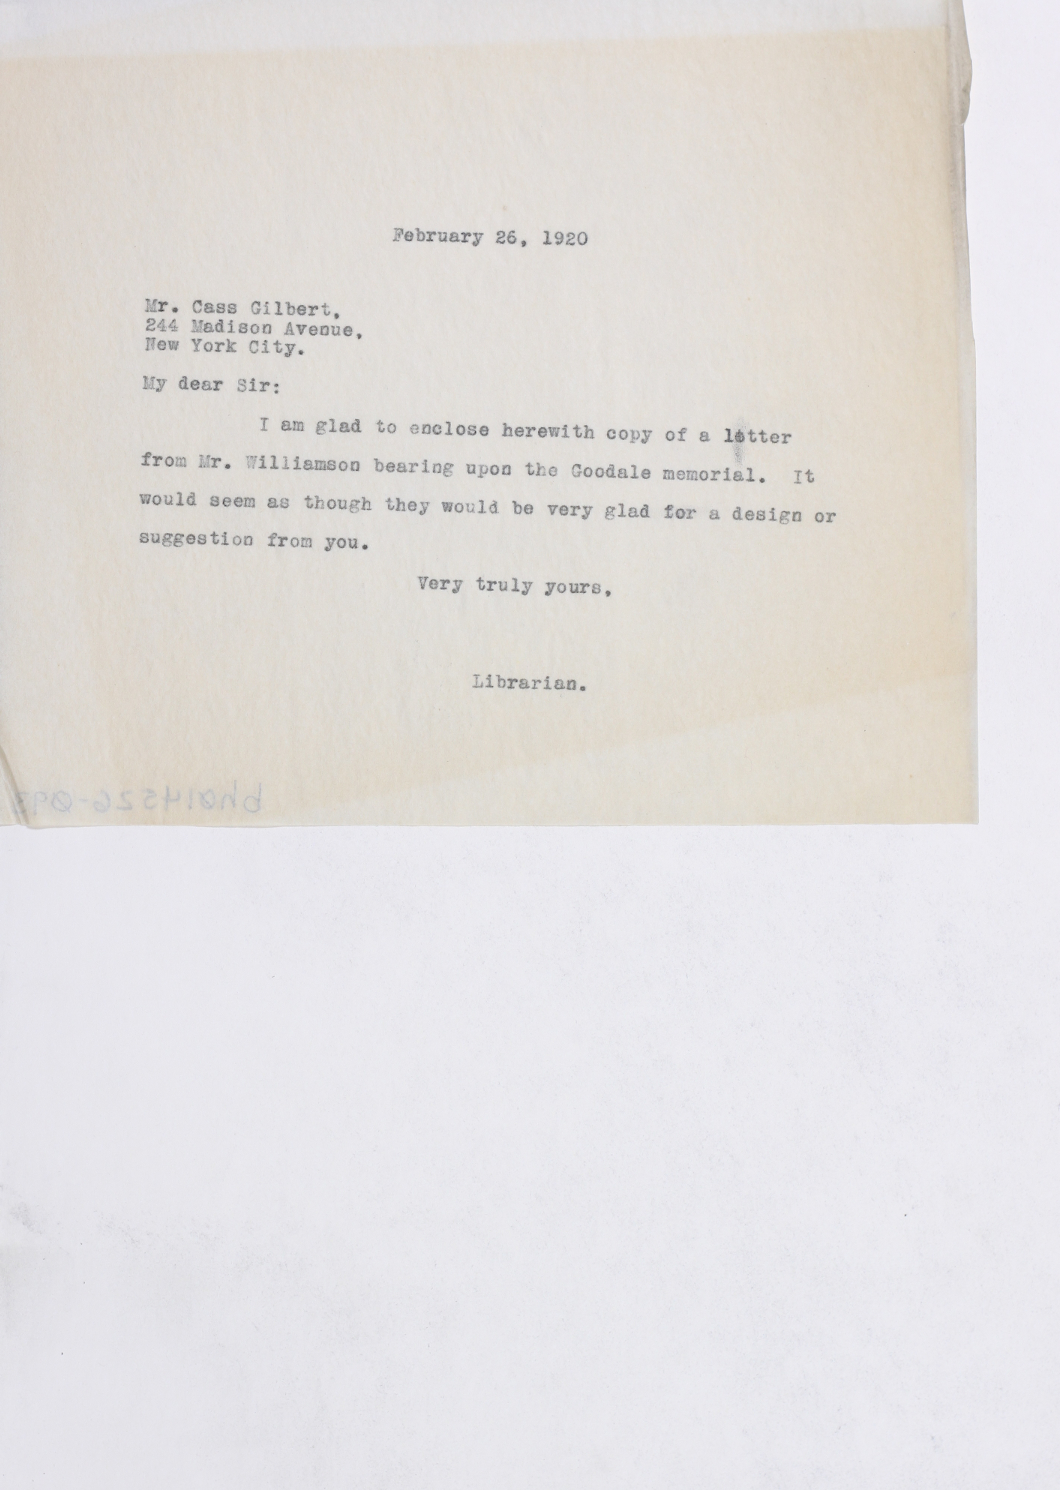 February 26, 1920
Mr. Cass Gilbert,
244 Madison Avenue,
New York City.
My dear Sir:
I am glad to enclose herewith copy of a letter
from Mr. Williamson bearing upon the Goodale memorial. It
would seem as though they would be very glad for a design or
suggestion from you.
Very truly yours,
Librarian.